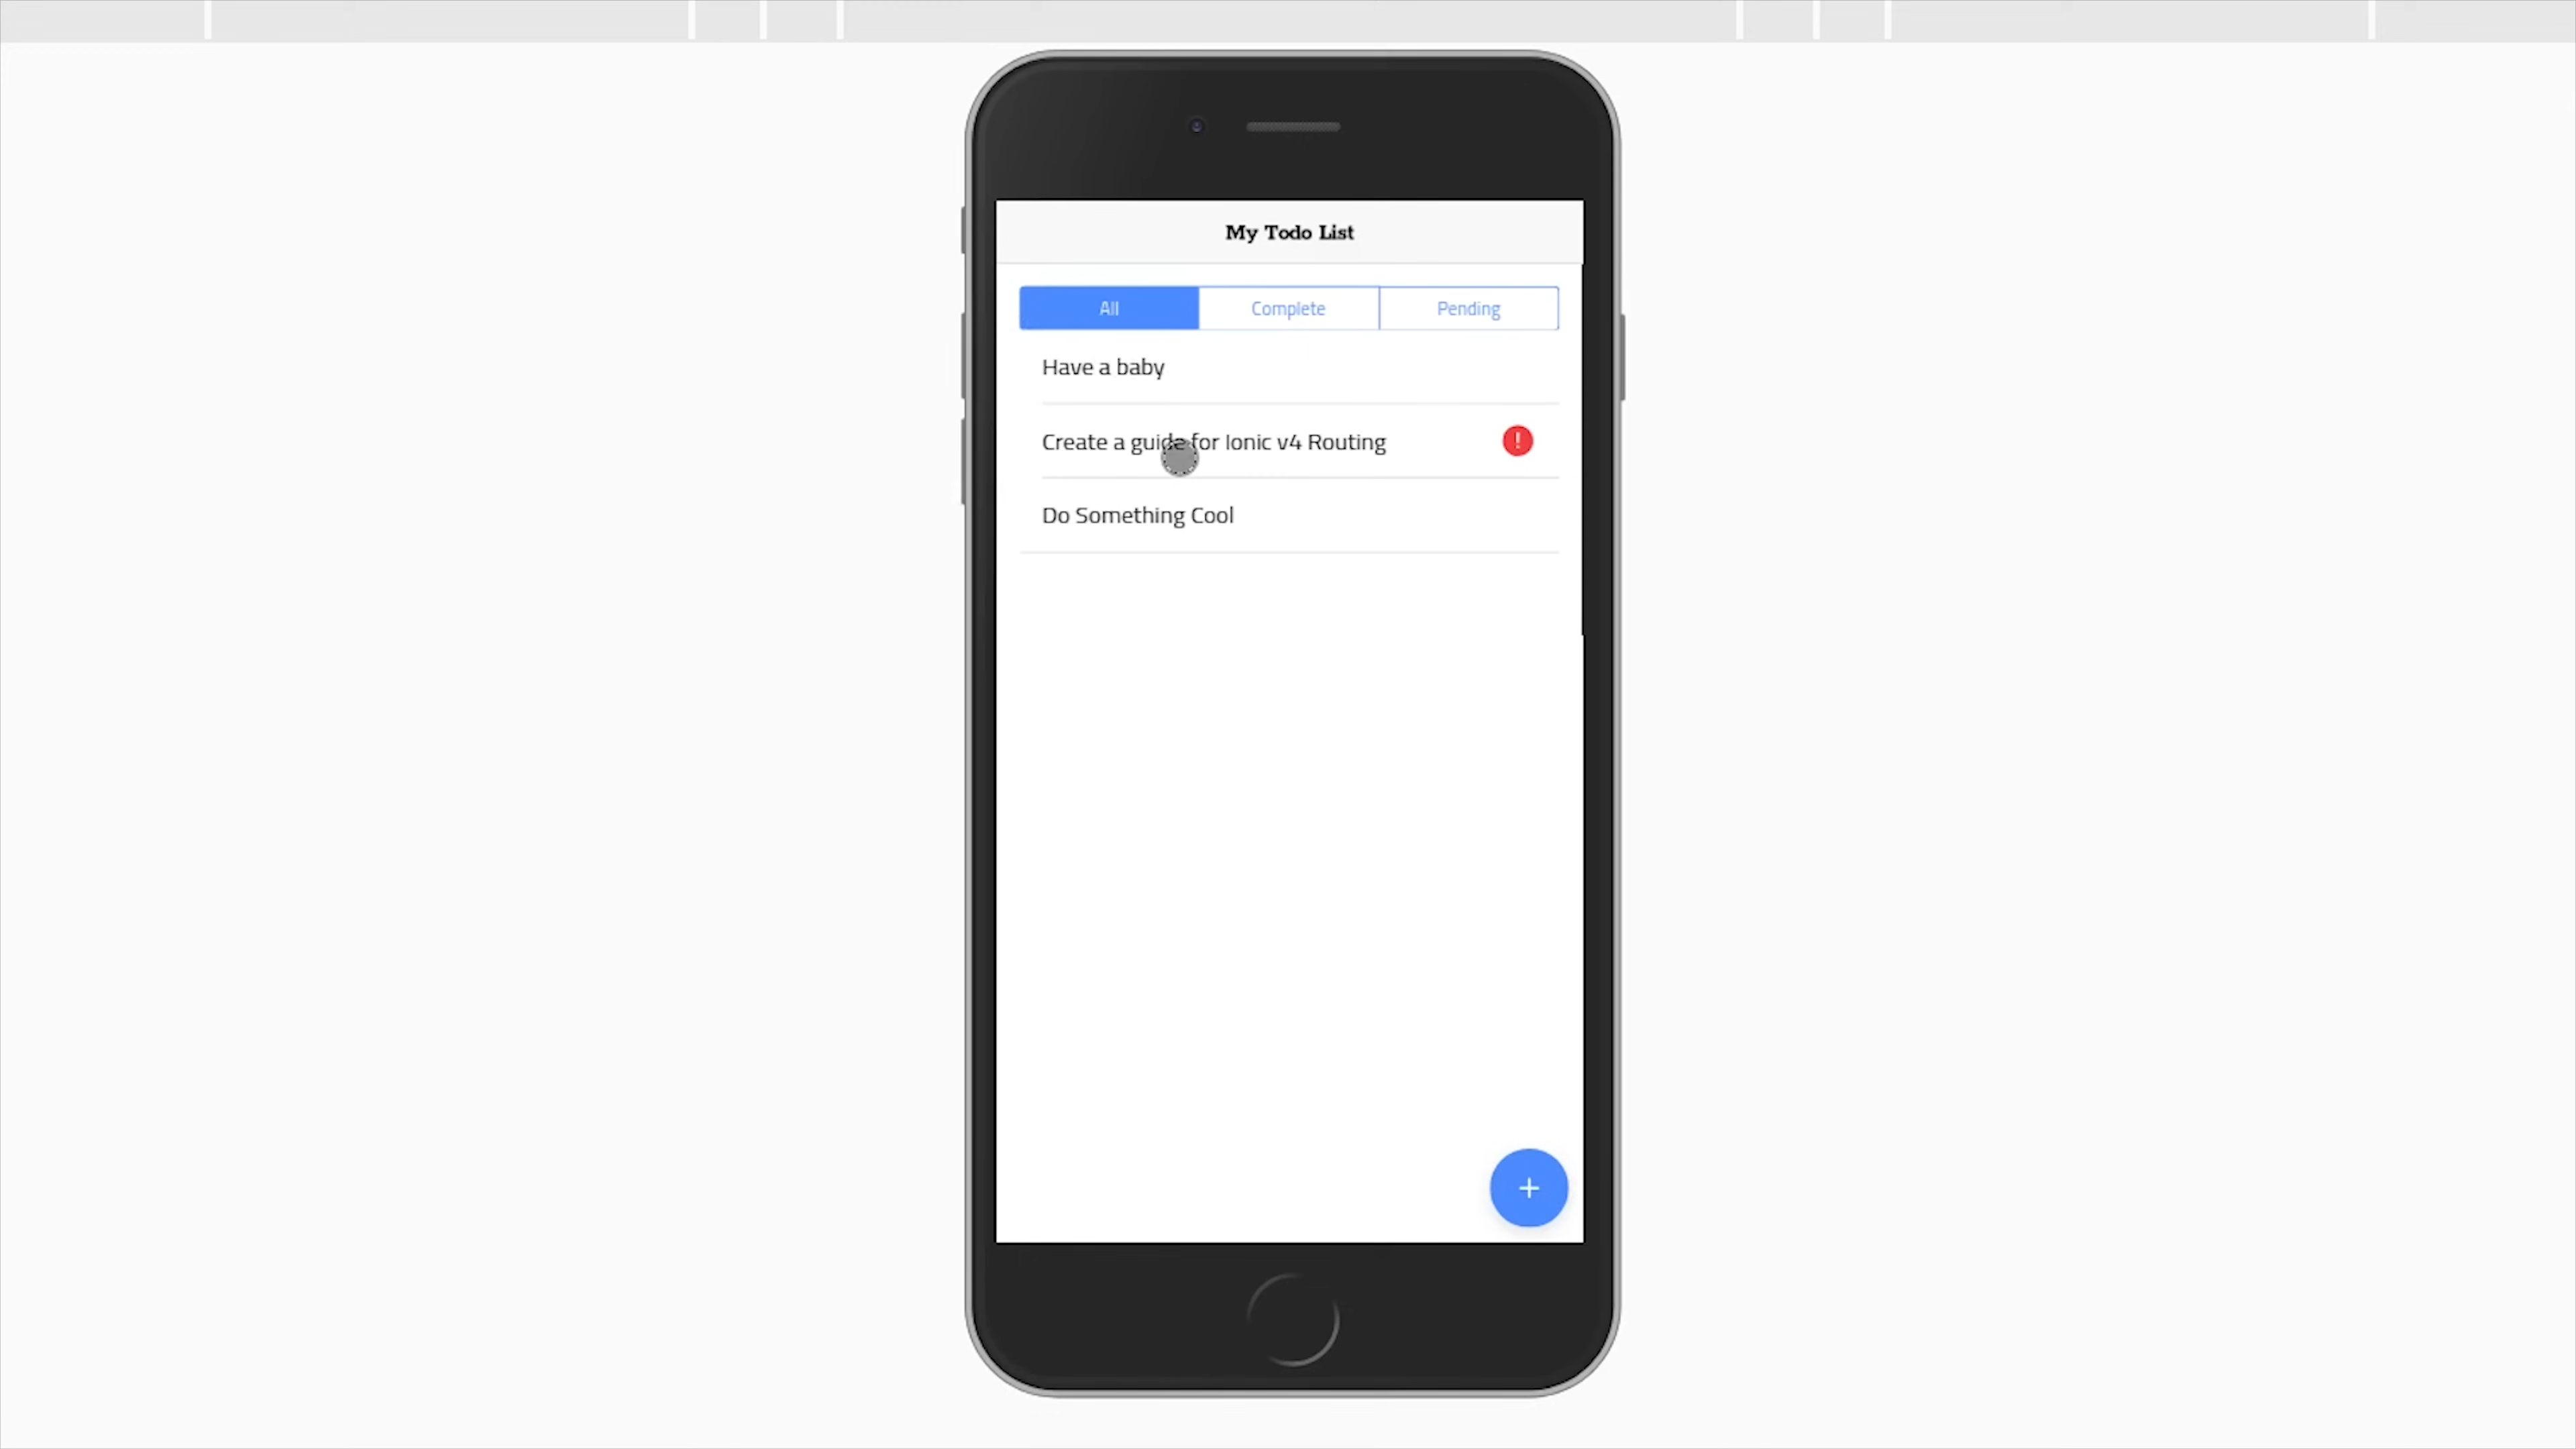 My Todo List
All Complete Pending
Have a baby
Create a guide for Ionic v4 Routing
!
Do Something Cool
+